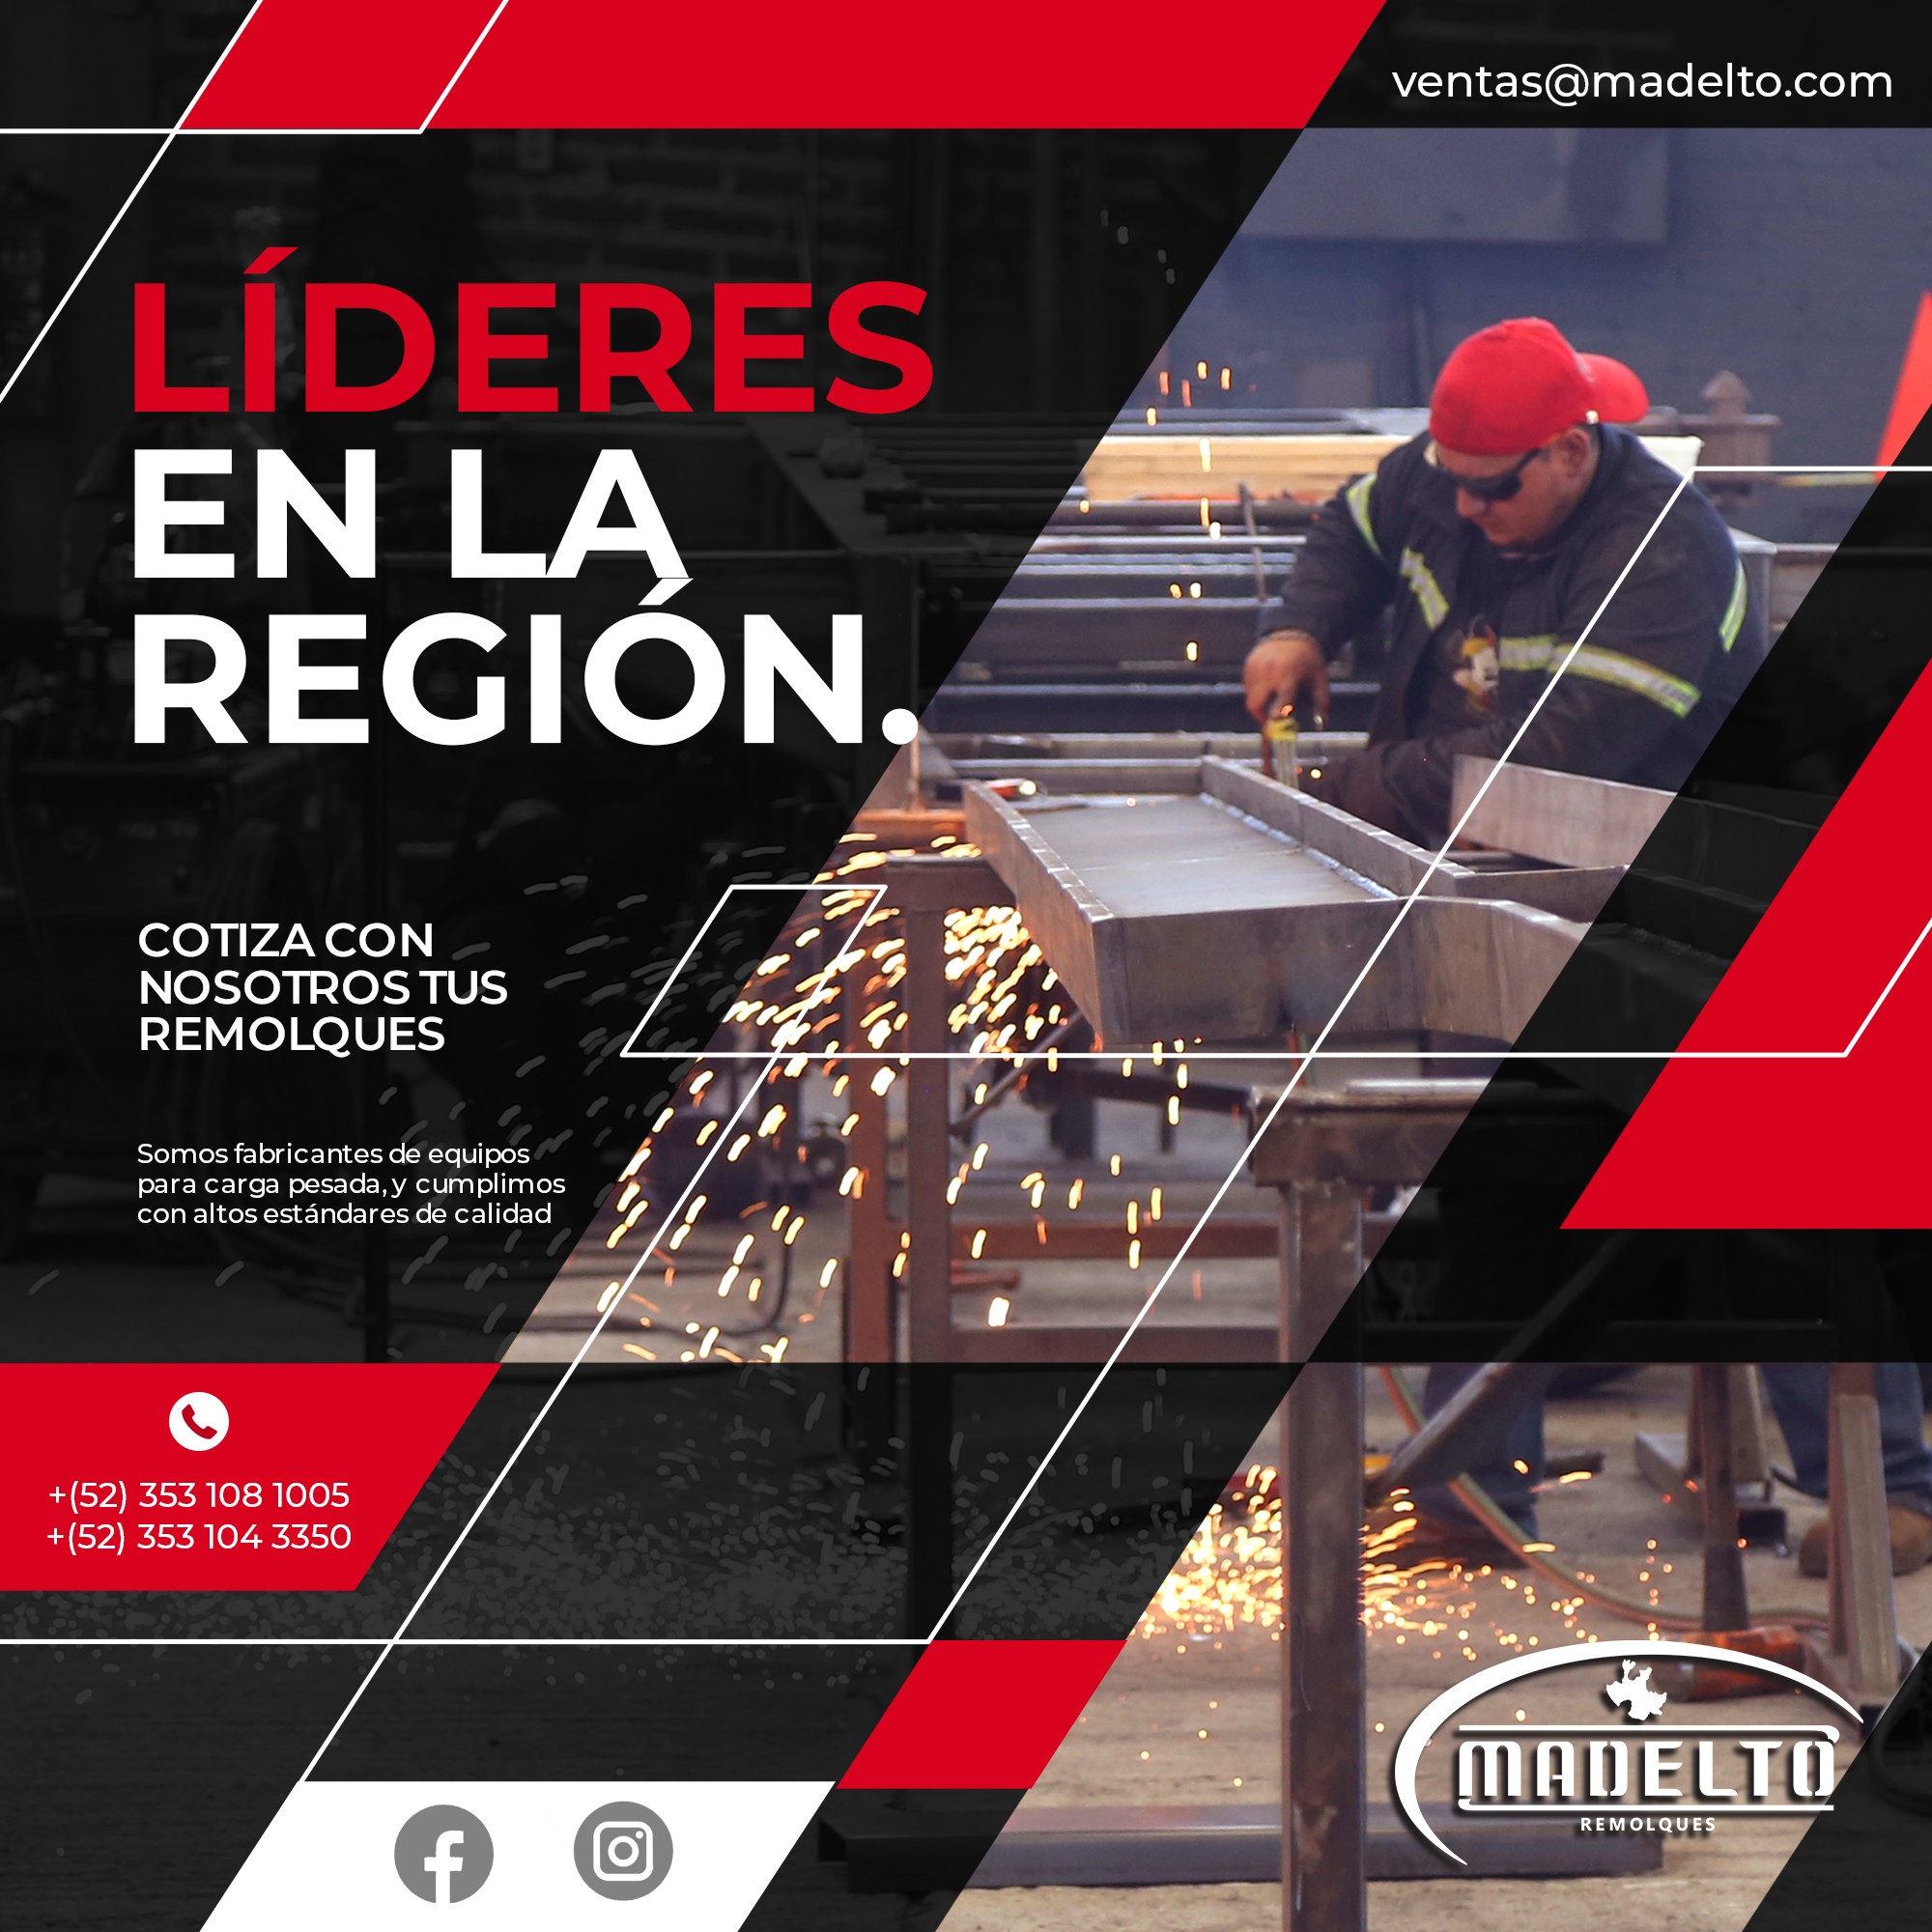 ventas@madelto.com
LÍDERES
EN LA
REGIÓN.
COTIZA CON
NOSOTROS TUS
REMOLQUES
Somos fabricantes de equipos
para carga pesada, y cumplimos
con altos estándares de calidad
+(52) 353 108 1005
+(52) 353 104 3350
MADELTO
REMOLQUES